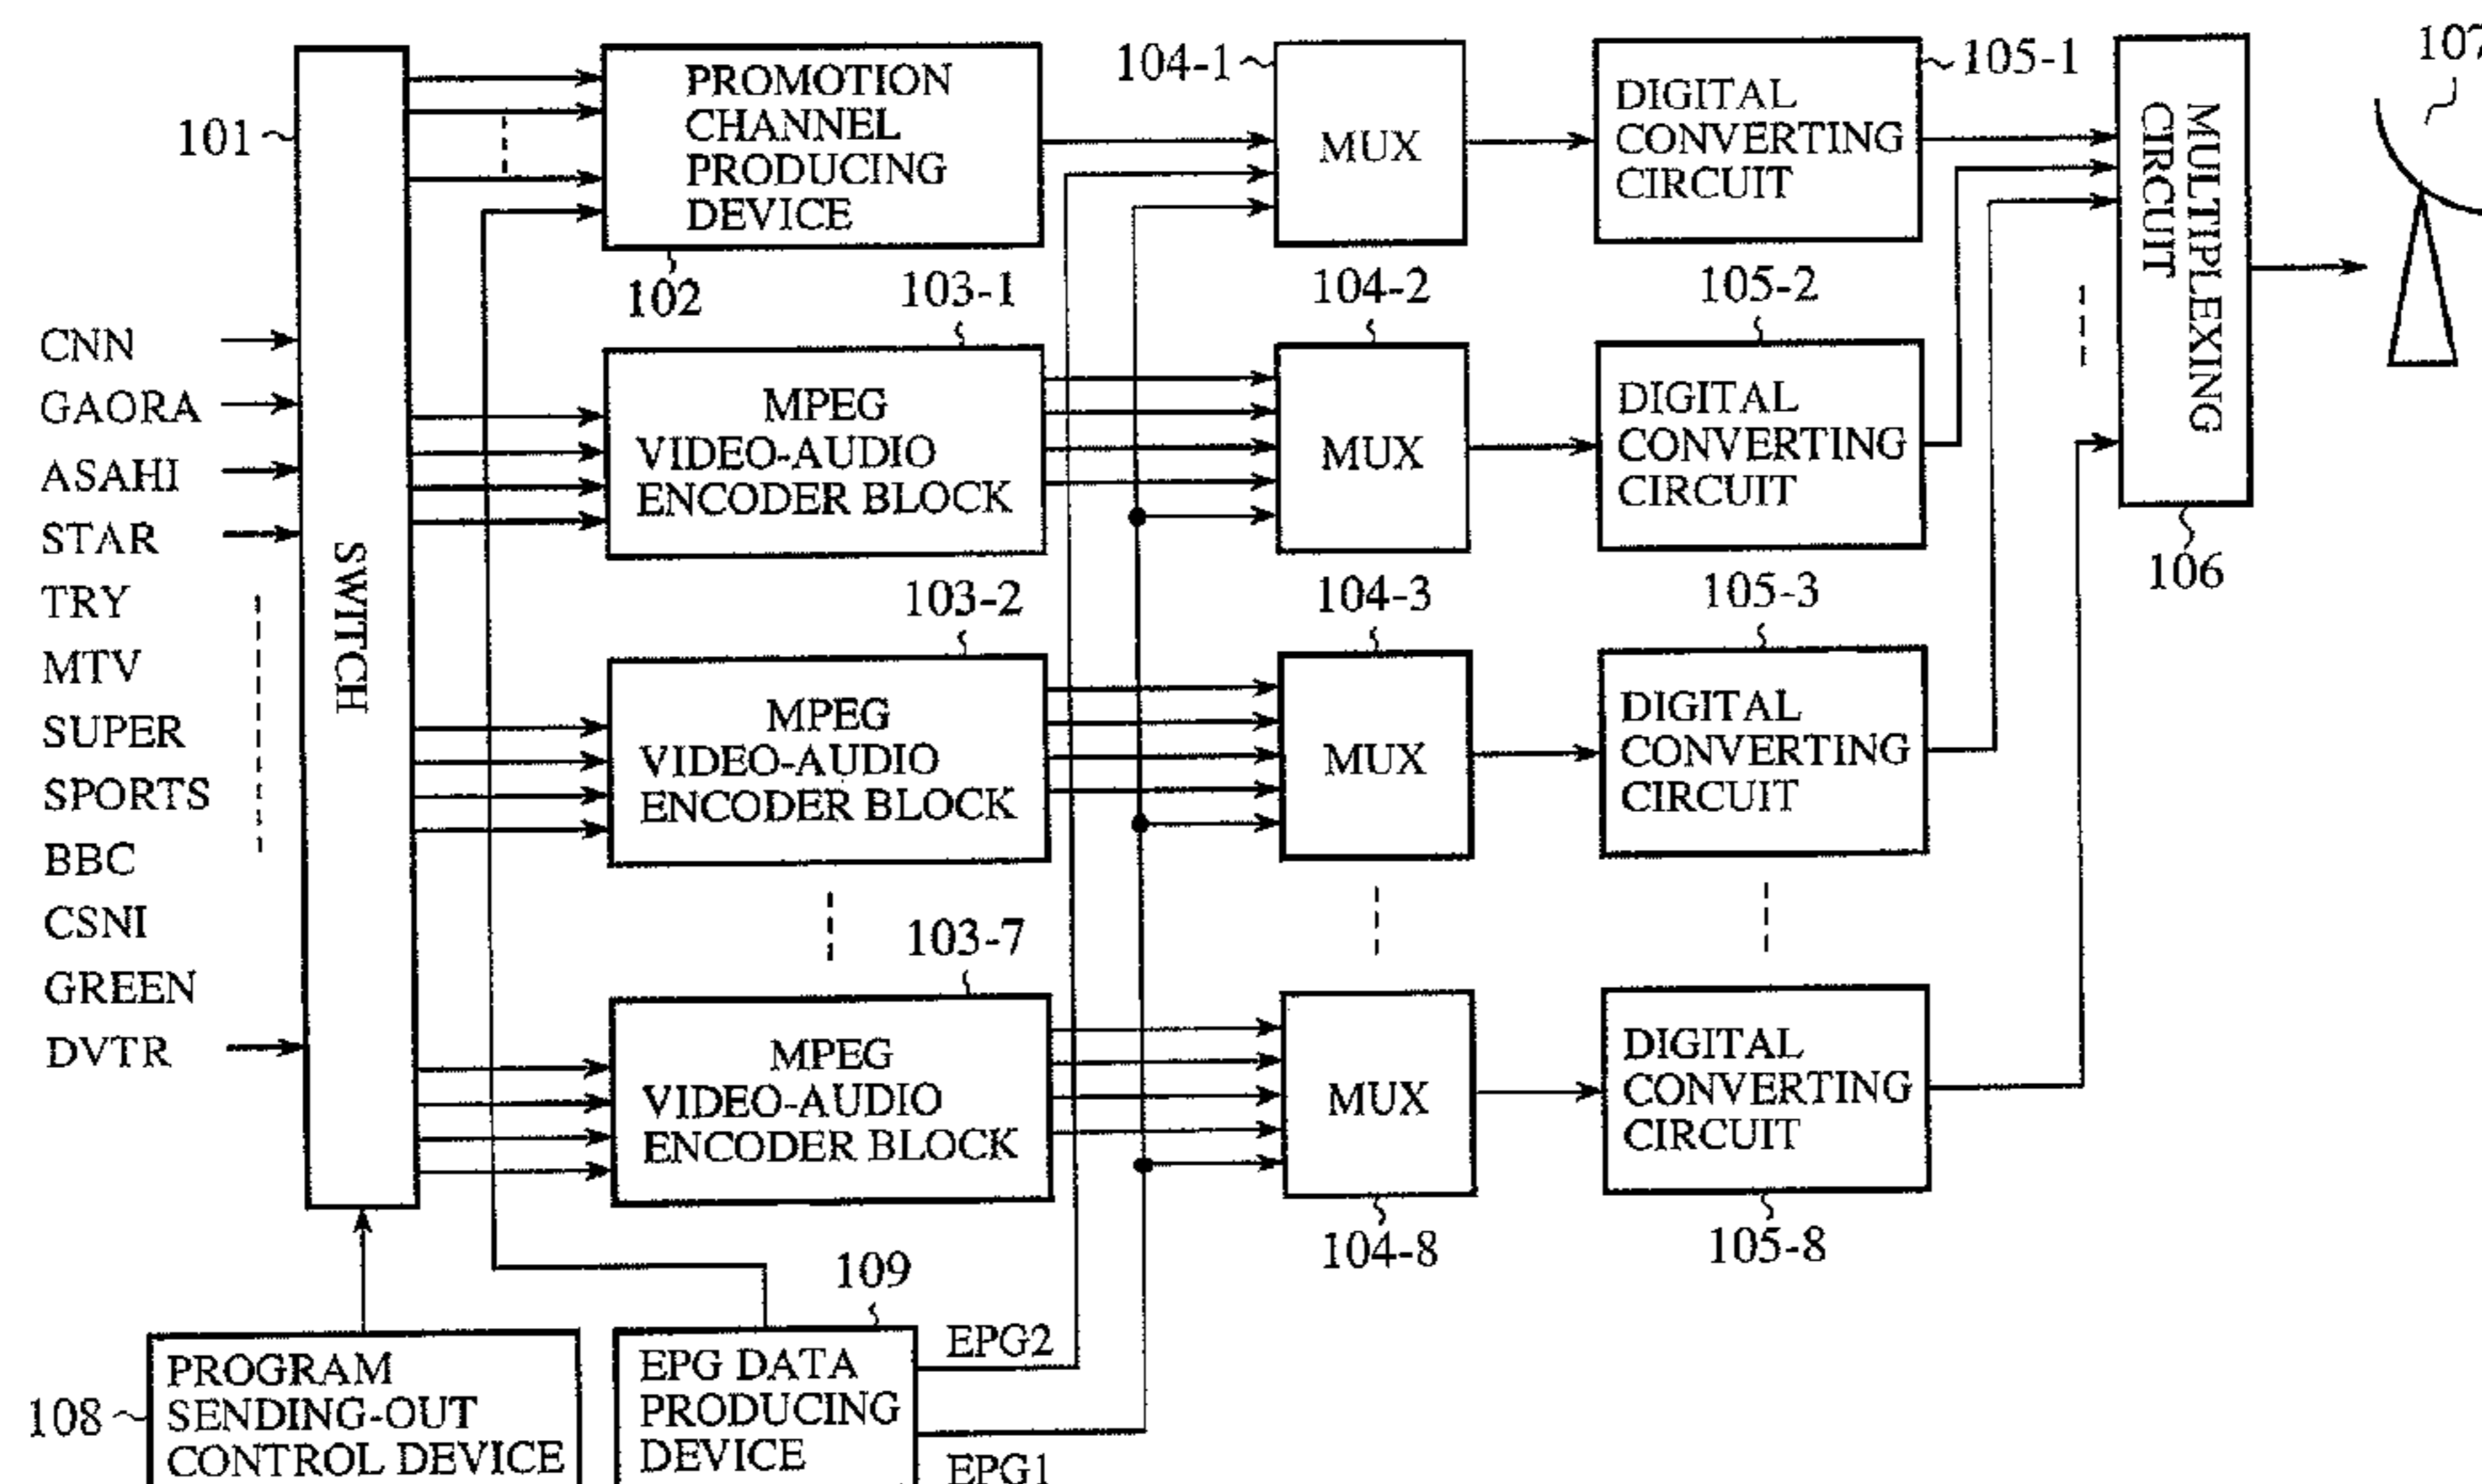 101
SWITCH
CNN
GAORA
ASAHI
STAR
TRY
MTV
SUPER
SPORTS
BBC
CSNI
GREEN
DVTR
PROMOTION
CHANNEL
PRODUCING
DEVICE
102
103-1
MPEG
VIDEO-AUDIO
ENCODER BLOCK
103-2
MPEG
VIDEO-AUDIO
ENCODER BLOCK
103-7
MPEG
VIDEO-AUDIO
ENCODER BLOCK
104-1
MUX
104-2
MUX
104-3
MUX
MUX
104-8
105-1
DIGITAL
CONVERTING
CIRCUIT
105-2
DIGITAL
CONVERTING
CIRCUIT
105-3
DIGITAL
CONVERTING
CIRCUIT
DIGITAL
CONVERTING
CIRCUIT
105-8
MULTIPLEXING
CIRCUIT
106
107
108
PROGRAM
SENDING-OUT
CONTROL DEVICE
109
EPG DATA
PRODUCING
DEVICE
EPG2
EPG1